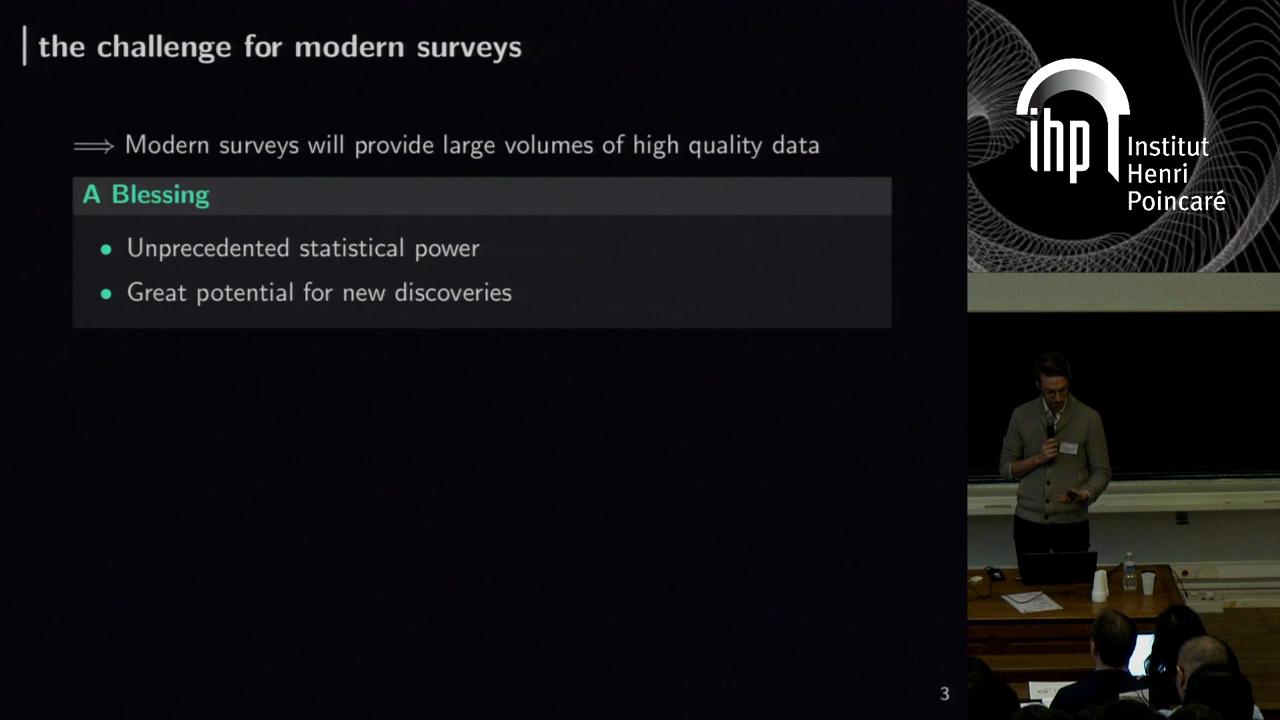 the challenge for modern surveys
⟹ Modern surveys will provide large volumes of high quality data
A Blessing
• Unprecedented statistical power
• Great potential for new discoveries
3
ihp
Institut
Henri
Poincaré